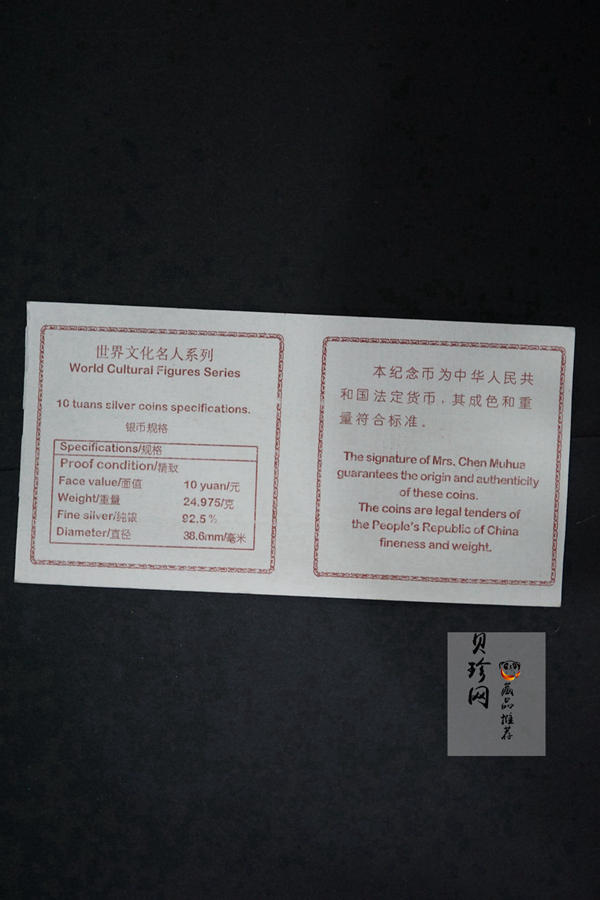 世界文化名人系列
World Cultural Figures Series
10 tuans silver coins specifications.
银币规格
Specifications/规格
Proof condition/精致
Face value/面值 10 yuan/元
Weight/重量 24.975/克
Fine silver/纯银 92.5%
Diameter/直径 38.6mm/毫米
本纪念币为中华人民共
和国法定货币，其成色和重
量符合标准。
The signature of Mrs. Chen Muhua
guarantees the origin and authenticity
of these coins.
The coins are legal tenders of
the People's Republic of China
fineness and weight.
贝珍网
藏品推荐